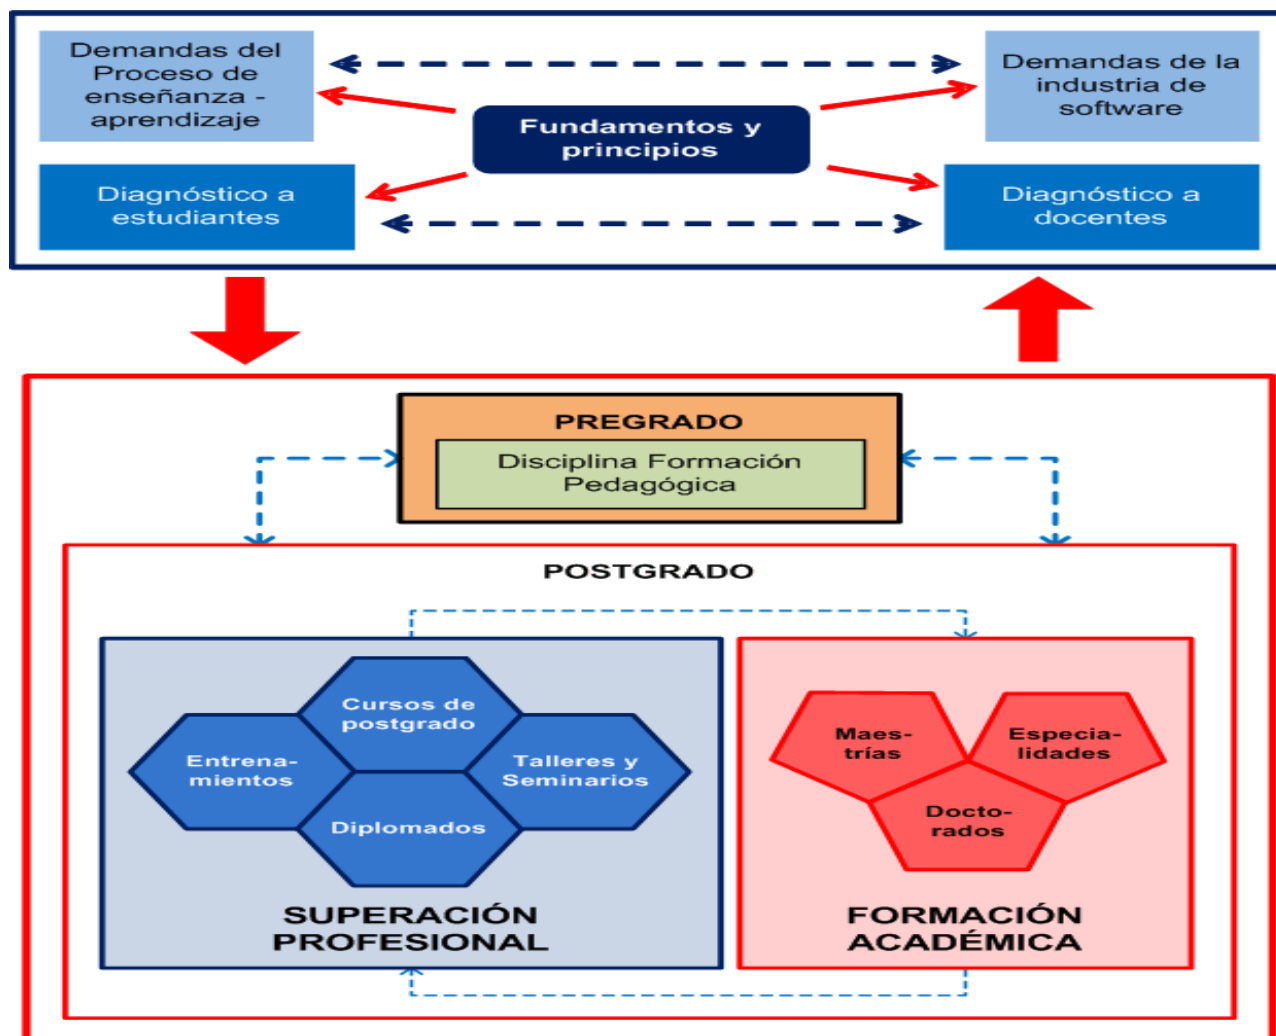 Demandas del
Proceso de
enseñanza -
aprendizaje
Demandas de la
industria de
software
Fundamentos y
principios
Diagnóstico a
estudiantes
Diagnóstico a
docentes
PREGRADO
Disciplina Formación
Pedagógica
POSTGRADO
Cursos de
postgrado
Entrena-
mientos
Talleres y
Seminarios
Diplomados
SUPERACIÓN
PROFESIONAL
Maes-
trías
Especia-
lidades
Docto-
rados
FORMACIÓN
ACADÉMICA